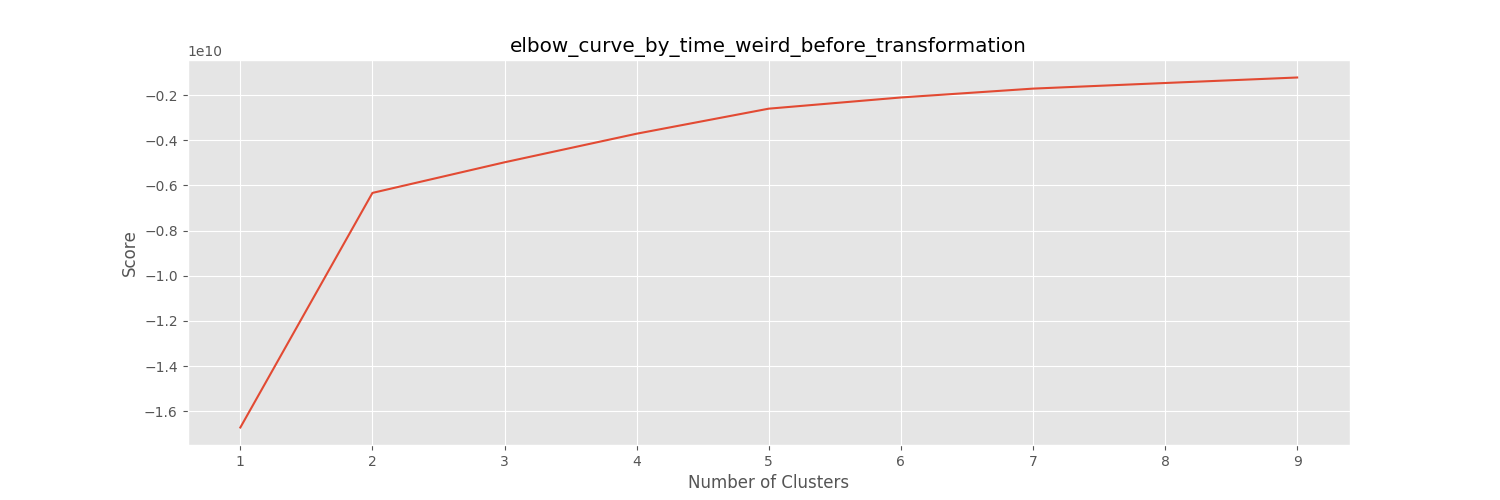 elbow_curve_by_time_weird_before_transformation
1e10
−0.2
−0.4
−0.6
−0.8
−1.0
−1.2
−1.4
−1.6
Score
1 2 3 4 5 6 7 8 9
Number of Clusters